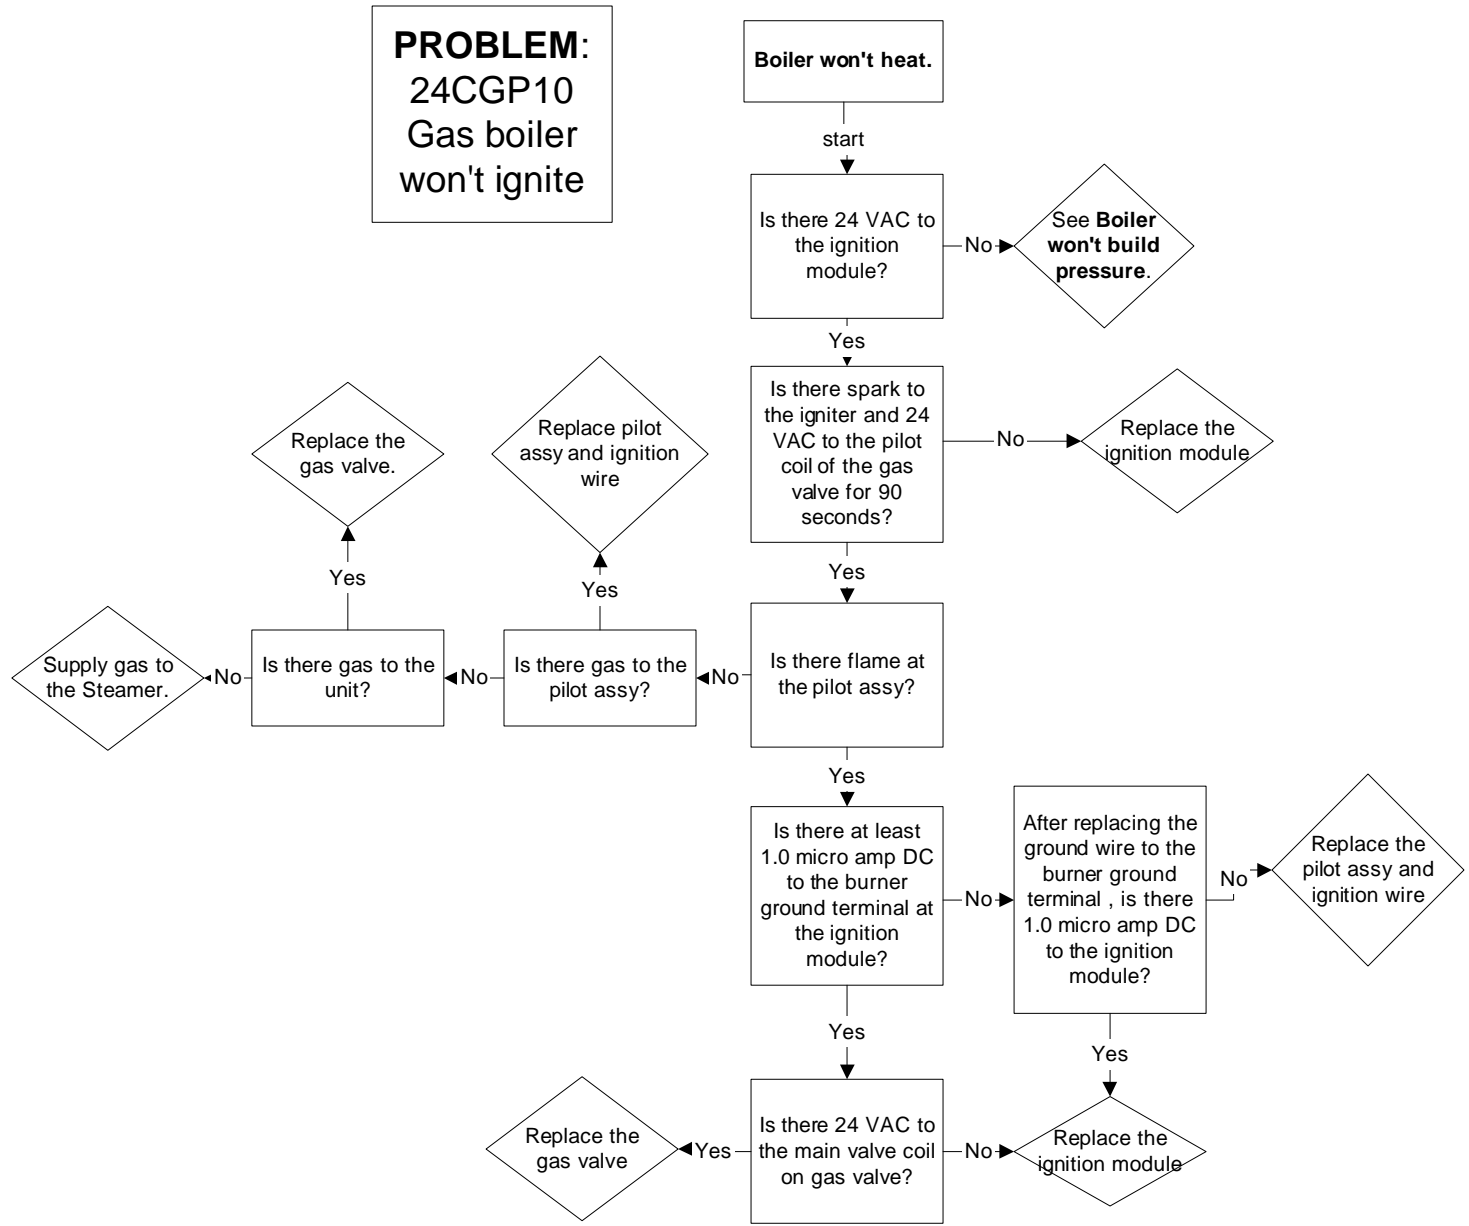 PROBLEM:
24CGP10
Gas boiler
won't ignite
Boiler won't heat.
start
Is there 24 VAC to
the ignition
module?
No
See Boiler
won't build
pressure.
Yes
Is there spark to
the igniter and 24
VAC to the pilot
coil of the gas
valve for 90
seconds?
No
Replace the
ignition module
Replace the
gas valve.
Replace pilot
assy and ignition
wire
Yes
Yes
Yes
Supply gas to
the Steamer.
No
Is there gas to the
unit?
No
Is there gas to the
pilot assy?
No
Is there flame at
the pilot assy?
Yes
Is there at least
1.0 micro amp DC
to the burner
ground terminal at
the ignition
module?
No
After replacing the
ground wire to the
burner ground
terminal , is there
1.0 micro amp DC
to the ignition
module?
No
Replace the
pilot assy and
ignition wire
Yes
Yes
Replace the
gas valve
Yes
Is there 24 VAC to
the main valve coil
on gas valve?
No
Replace the
ignition module